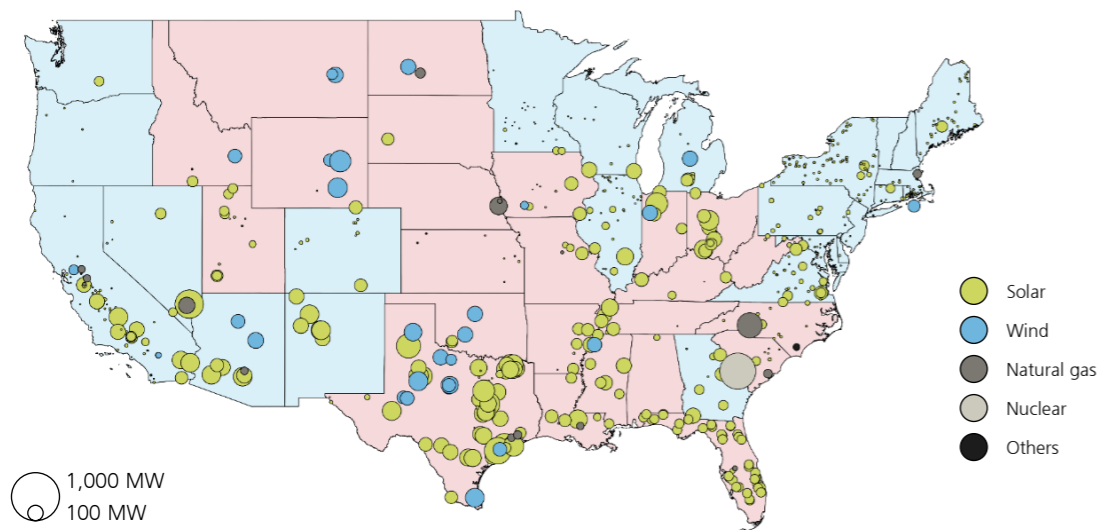 Solar
Wind
Natural gas
Nuclear
Others
1,000 MW
100 MW